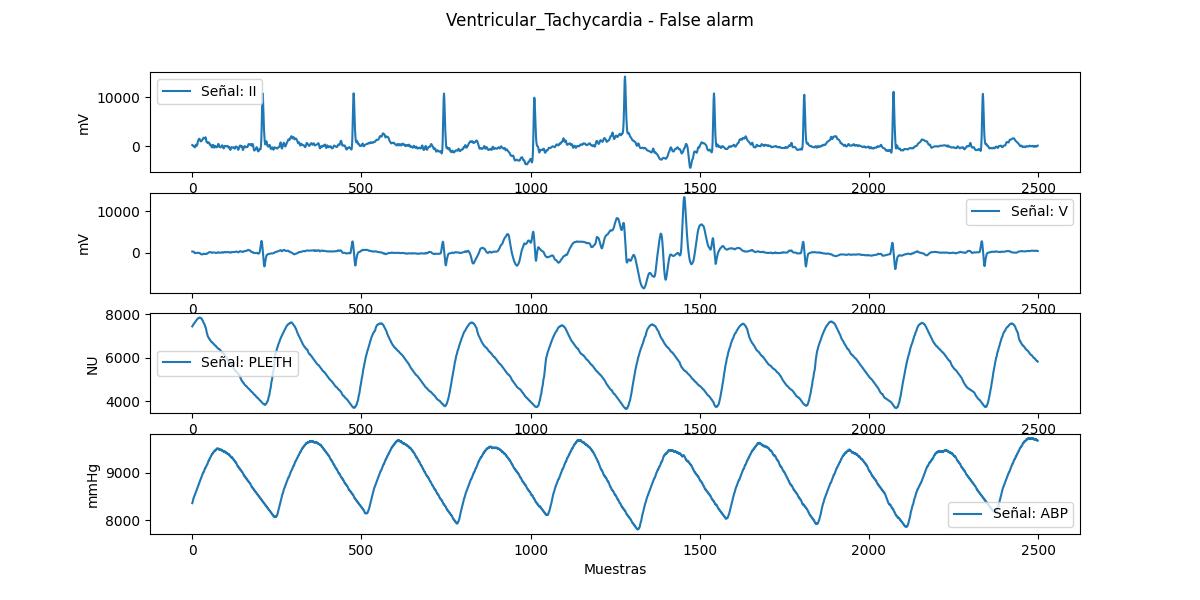 Ventricular_Tachycardia - False alarm
10000
0
mV
Señal: II
0 500 1000 1500 2000 2500
10000
0
mV
Señal: V
0 500 1000 1500 2000 2500
8000
6000
4000
NU
Señal: PLETH
0 500 1000 1500 2000 2500
9000
8000
mmHg
Señal: ABP
0 500 1000 1500 2000 2500
Muestras